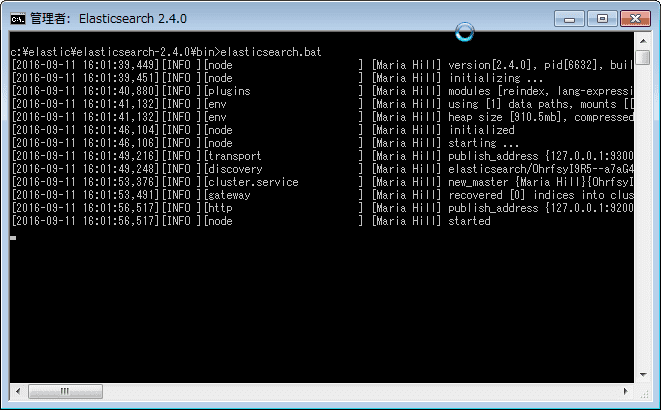 管理者: Elasticsearch 2.4.0
c:¥elastic¥elasticsearch-2.4.0¥bin>elasticsearch.bat
[2016-09-11 16:01:39,449][INFO ][node                     ] [Maria Hill] version[2.4.0], pid[6632], buil
[2016-09-11 16:01:39,451][INFO ][node                     ] [Maria Hill] initializing ...
[2016-09-11 16:01:40,880][INFO ][plugins                  ] [Maria Hill] modules [reindex, lang-expressi
[2016-09-11 16:01:41,132][INFO ][env                      ] [Maria Hill] using [1] data paths, mounts [[
[2016-09-11 16:01:41,132][INFO ][env                      ] [Maria Hill] heap size [910.5mb], compressed
[2016-09-11 16:01:46,104][INFO ][node                     ] [Maria Hill] initialized
[2016-09-11 16:01:46,106][INFO ][node                     ] [Maria Hill] starting ...
[2016-09-11 16:01:49,216][INFO ][transport                ] [Maria Hill] publish_address {127.0.0.1:9300
[2016-09-11 16:01:49,248][INFO ][discovery                ] [Maria Hill] elasticsearch/OhrfsyI9R5--a7aG4
[2016-09-11 16:01:53,376][INFO ][cluster.service          ] [Maria Hill] new_master {Maria Hill}{OhrfsyI
[2016-09-11 16:01:53,491][INFO ][gateway                  ] [Maria Hill] recovered [0] indices into clus
[2016-09-11 16:01:56,517][INFO ][http                     ] [Maria Hill] publish_address {127.0.0.1:9200
[2016-09-11 16:01:56,517][INFO ][node                     ] [Maria Hill] started